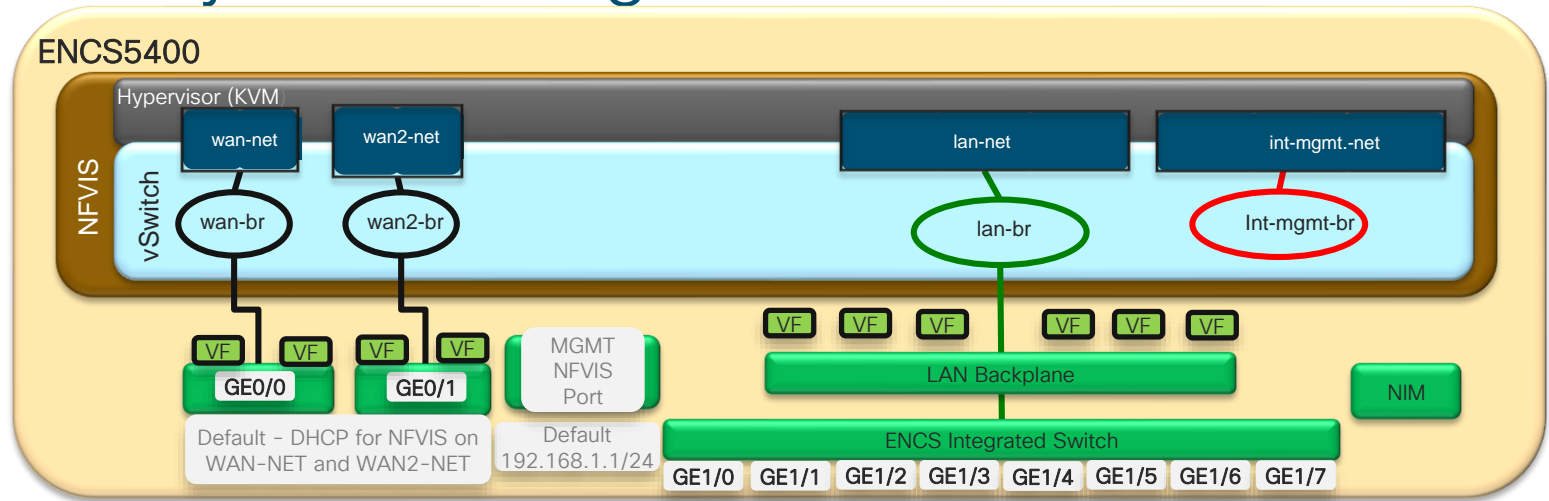 ENCS5400
Hypervisor (KVM
NFVIS
vSwitch
wan-net
wan2-net
lan-net
int-mgmt.-net
wan-br
wan2-br
lan-br
Int-mgmt-br
VF
VF
VF
VF
VF
VF
VF
VF
VF
VF
GE0/0
GE0/1
MGMT
NFVIS
Port
LAN Backplane
NIM
Default - DHCP for NFVIS on
WAN-NET and WAN2-NET
Default
192.168.1.1/24
ENCS Integrated Switch
GE1/0
GE1/1
GE1/2
GE1/3
GE1/4
GE1/5
GE1/6
GE1/7